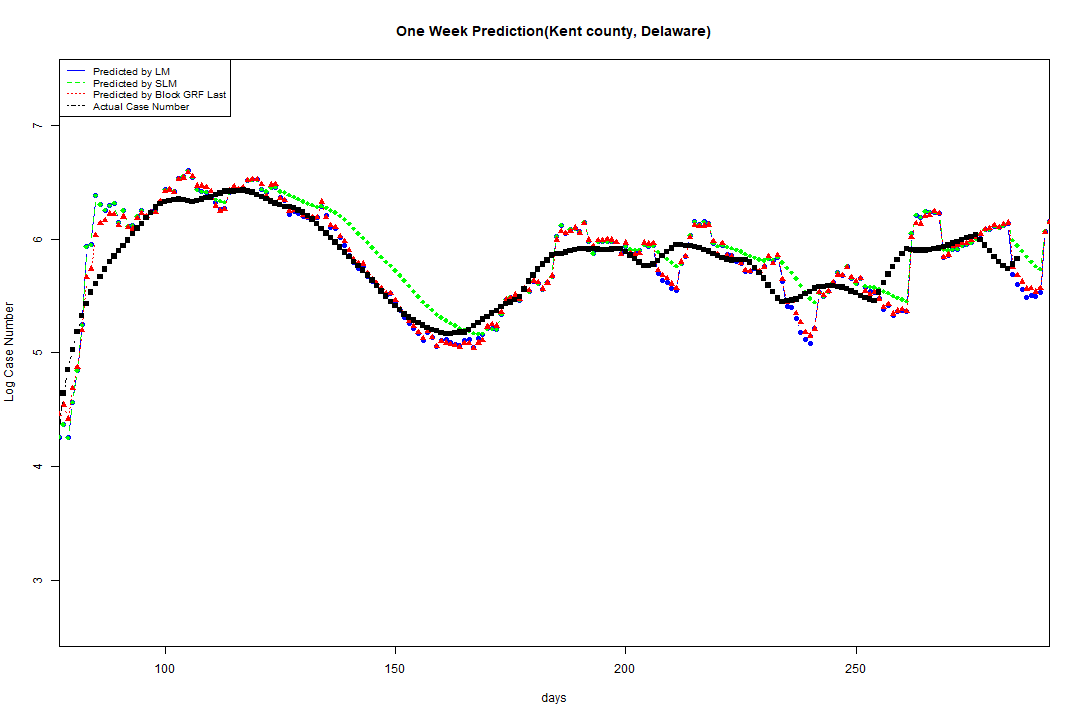 One Week Prediction(Kent county, Delaware)
Predicted by LM
Predicted by SLM
Predicted by Block GRF Last
Actual Case Number
7
6
5
4
3
Log Case Number
100
150
200
250
days